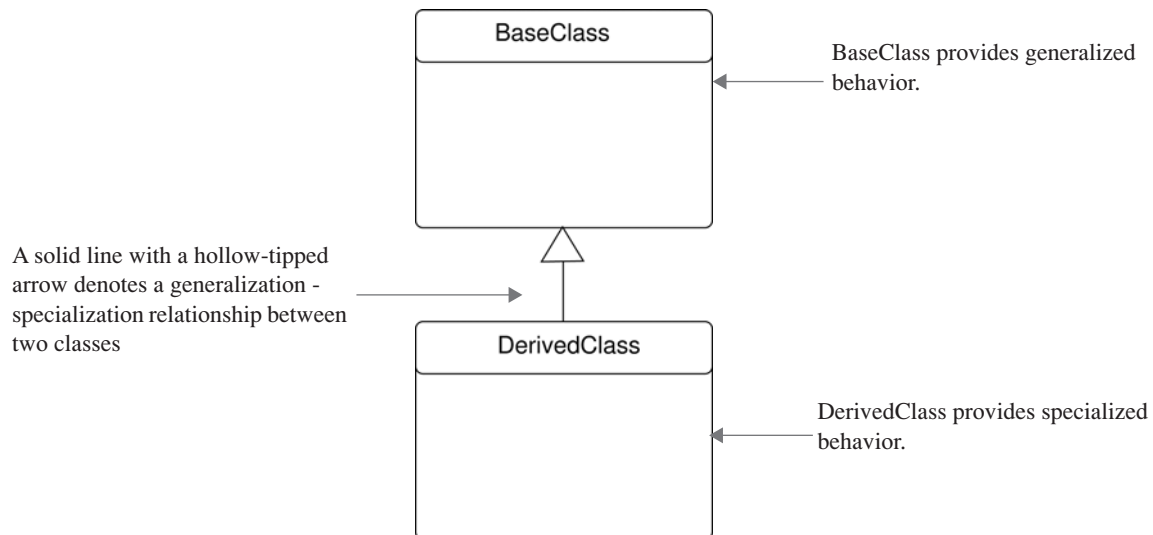 BaseClass
BaseClass provides generalized
behavior.
A solid line with a hollow-tipped
arrow denotes a generalization -
specialization relationship between
two classes
DerivedClass
DerivedClass provides specialized
behavior.